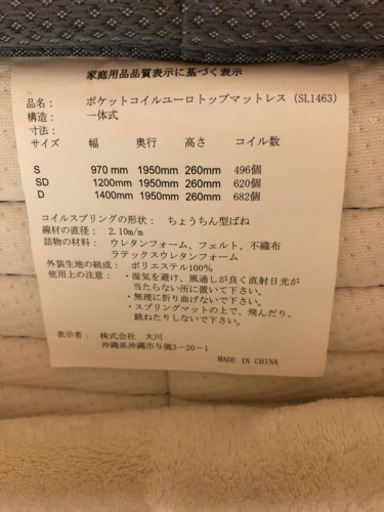 家庭用品品質表示に基づく表示
品名： ポケットコイルユーロトップマットレス（SL1463）
構造： 一体式
寸法：
サイズ 幅 奥行 高さ コイル数
S 970 mm 1950mm 260mm 496個
SD 1200mm 1950mm 260mm 620個
D 1400mm 1950mm 260mm 682個
コイルスプリングの形状： ちょうちん型ばね
線材の直径： 2.10m/m
詰物の材料： ウレタンフォーム、フェルト、不織布
ラテックスウレタンフォーム
外装生地の組成： ポリエステル100%
使用上の注意： ・湿気を避け、風通しが良く直射日光が
当たらない所に置いて下さい。
・無理に折り曲げないで下さい。
・スプリングマットの上で、飛んだり、
跳ねたりしないで下さい。
表示者： 株式会社 大川
沖縄県沖縄市与儀3-20-1
MADE IN CHINA